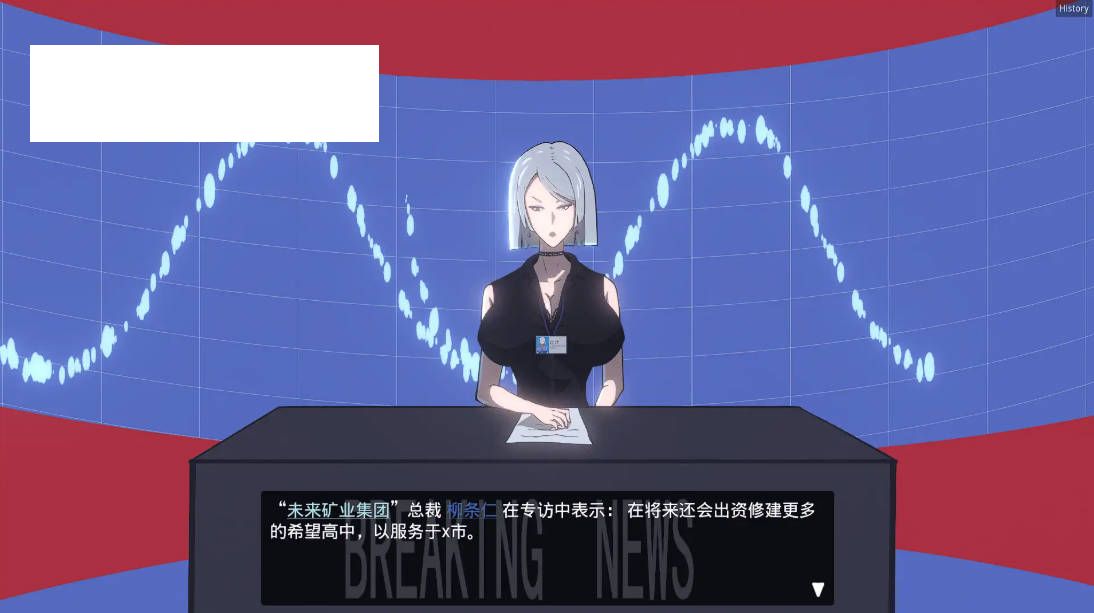 History
“未来矿业集团”总裁 柳条仁 在专访中表示： 在将来还会出资修建更多
的希望高中，以服务于x市。
BREAKING NEWS